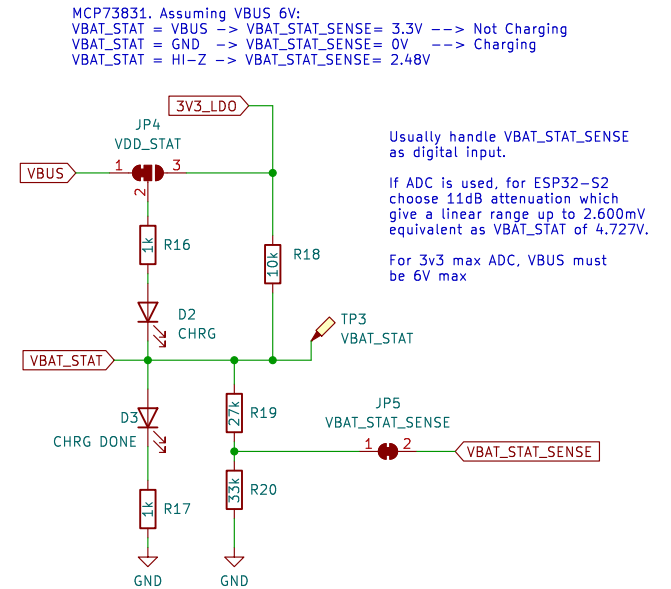 MCP73831. Assuming VBUS 6V:
VBAT_STAT = VBUS -> VBAT_STAT_SENSE= 3.3V --> Not Charging
VBAT_STAT = GND -> VBAT_STAT_SENSE= 0V --> Charging
VBAT_STAT = HI-Z -> VBAT_STAT_SENSE= 2.48V
3V3_LDO
JP4
VDD_STAT
VBUS
1
3
2
Usually handle VBAT_STAT_SENSE
as digital input.
If ADC is used, for ESP32-S2
choose 11dB attenuation which
give a linear range up to 2.600mV
equivalent as VBAT_STAT of 4.727V.
For 3v3 max ADC, VBUS must
be 6V max
1k
R16
10k
R18
D2
CHRG
TP3
VBAT_STAT
VBAT_STAT
D3
CHRG DONE
27k
R19
JP5
VBAT_STAT_SENSE
1
2
VBAT_STAT_SENSE
33k
R20
1k
R17
GND
GND